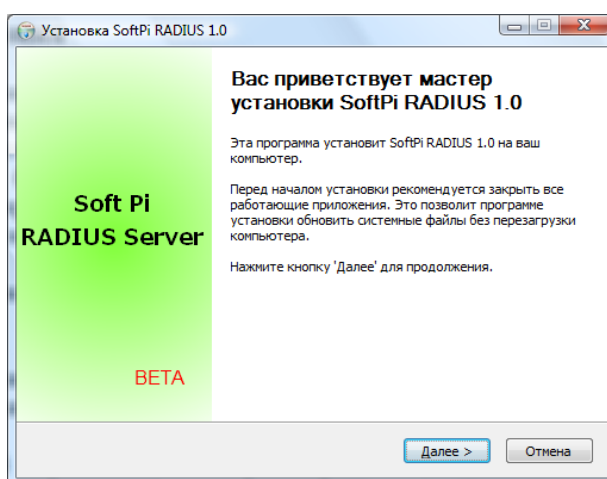 Установка SoftPi RADIUS 1.0
Soft Pi
RADIUS Server
BETA
Вас приветствует мастер
установки SoftPi RADIUS 1.0
Эта программа установит SoftPi RADIUS 1.0 на ваш
компьютер.
Перед началом установки рекомендуется закрыть все
работающие приложения. Это позволит программе
установки обновить системные файлы без перезагрузки
компьютера.
Нажмите кнопку 'Далее' для продолжения.
Далее >
Отмена